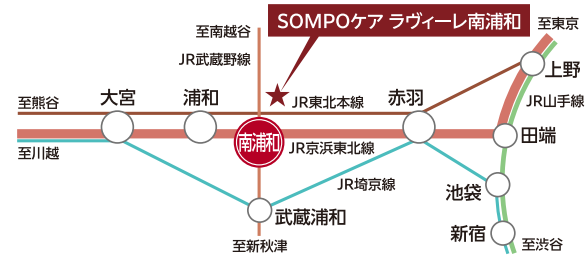 SOMPOケア ラヴィーレ南浦和
至東京
至南越谷
JR武蔵野線
上野
至熊谷
大宮
浦和
JR東北本線
赤羽
JR山手線
南浦和
JR京浜東北線
田端
至川越
JR埼京線
池袋
武蔵浦和
新宿
至新秋津
至渋谷